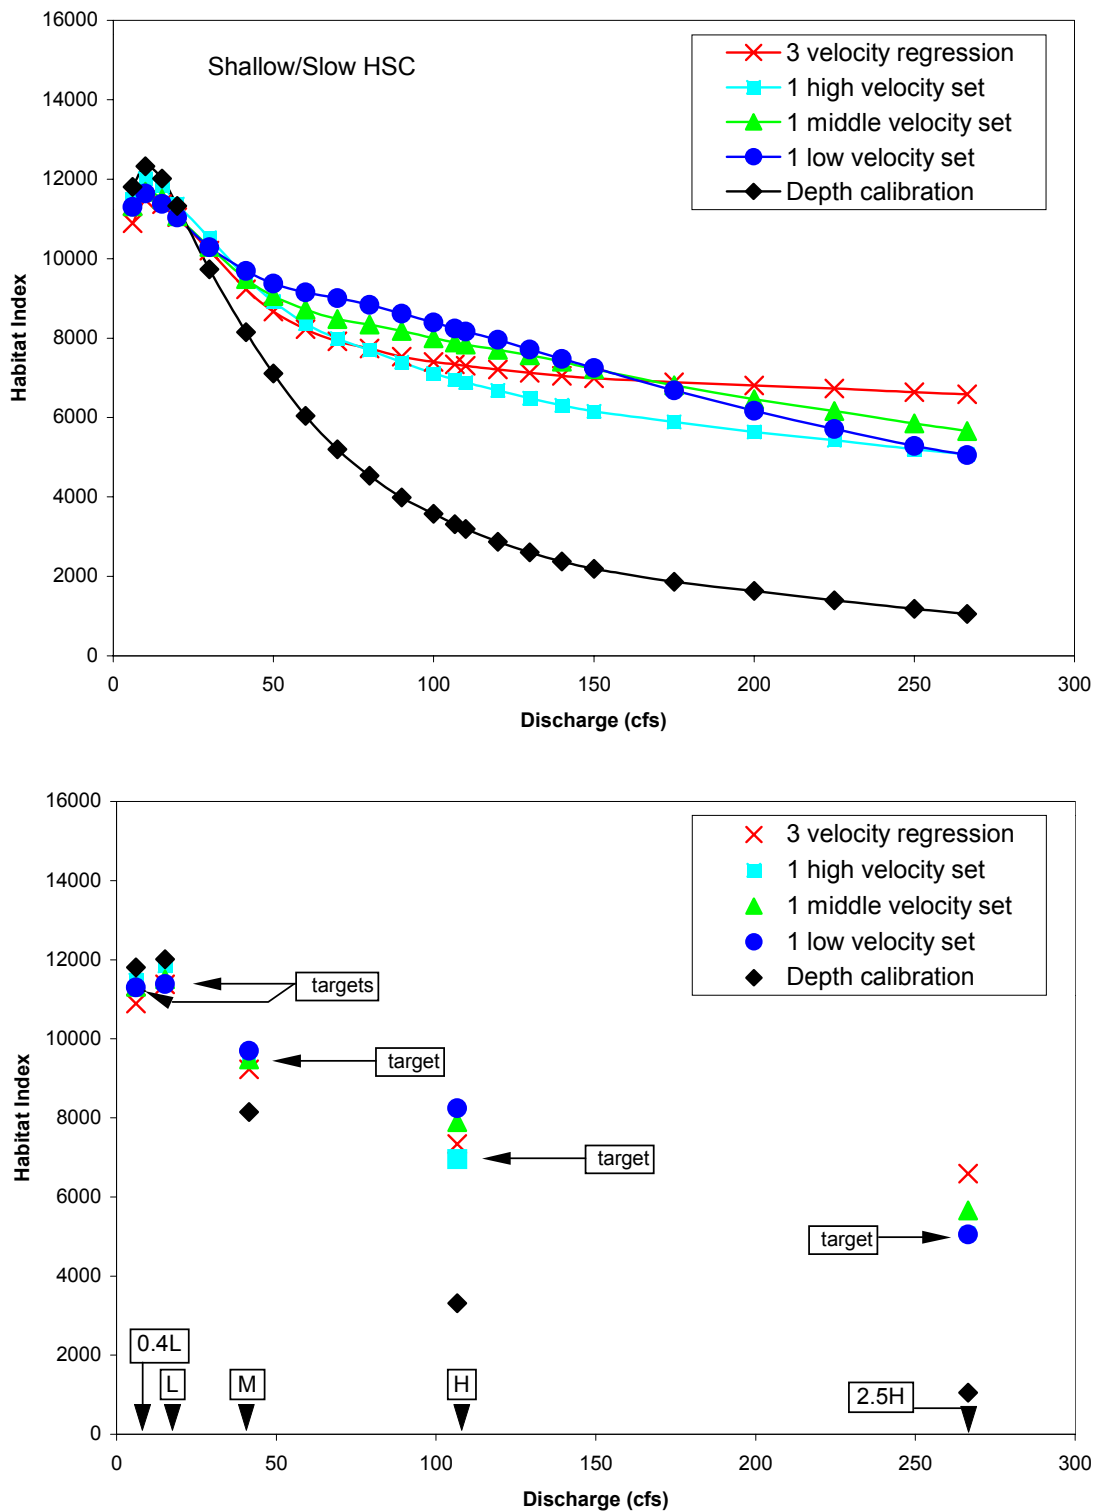 16000
14000
12000
10000
8000
6000
4000
2000
0
Habitat Index
Shallow/Slow HSC
3 velocity regression
1 high velocity set
1 middle velocity set
1 low velocity set
Depth calibration
0 50 100 150 200 250 300
Discharge (cfs)
16000
14000
12000
10000
8000
6000
4000
2000
0
Habitat Index
3 velocity regression
1 high velocity set
1 middle velocity set
1 low velocity set
Depth calibration
targets
target
target
target
0.4L
L M H 2.5H
0 50 100 150 200 250 300
Discharge (cfs)